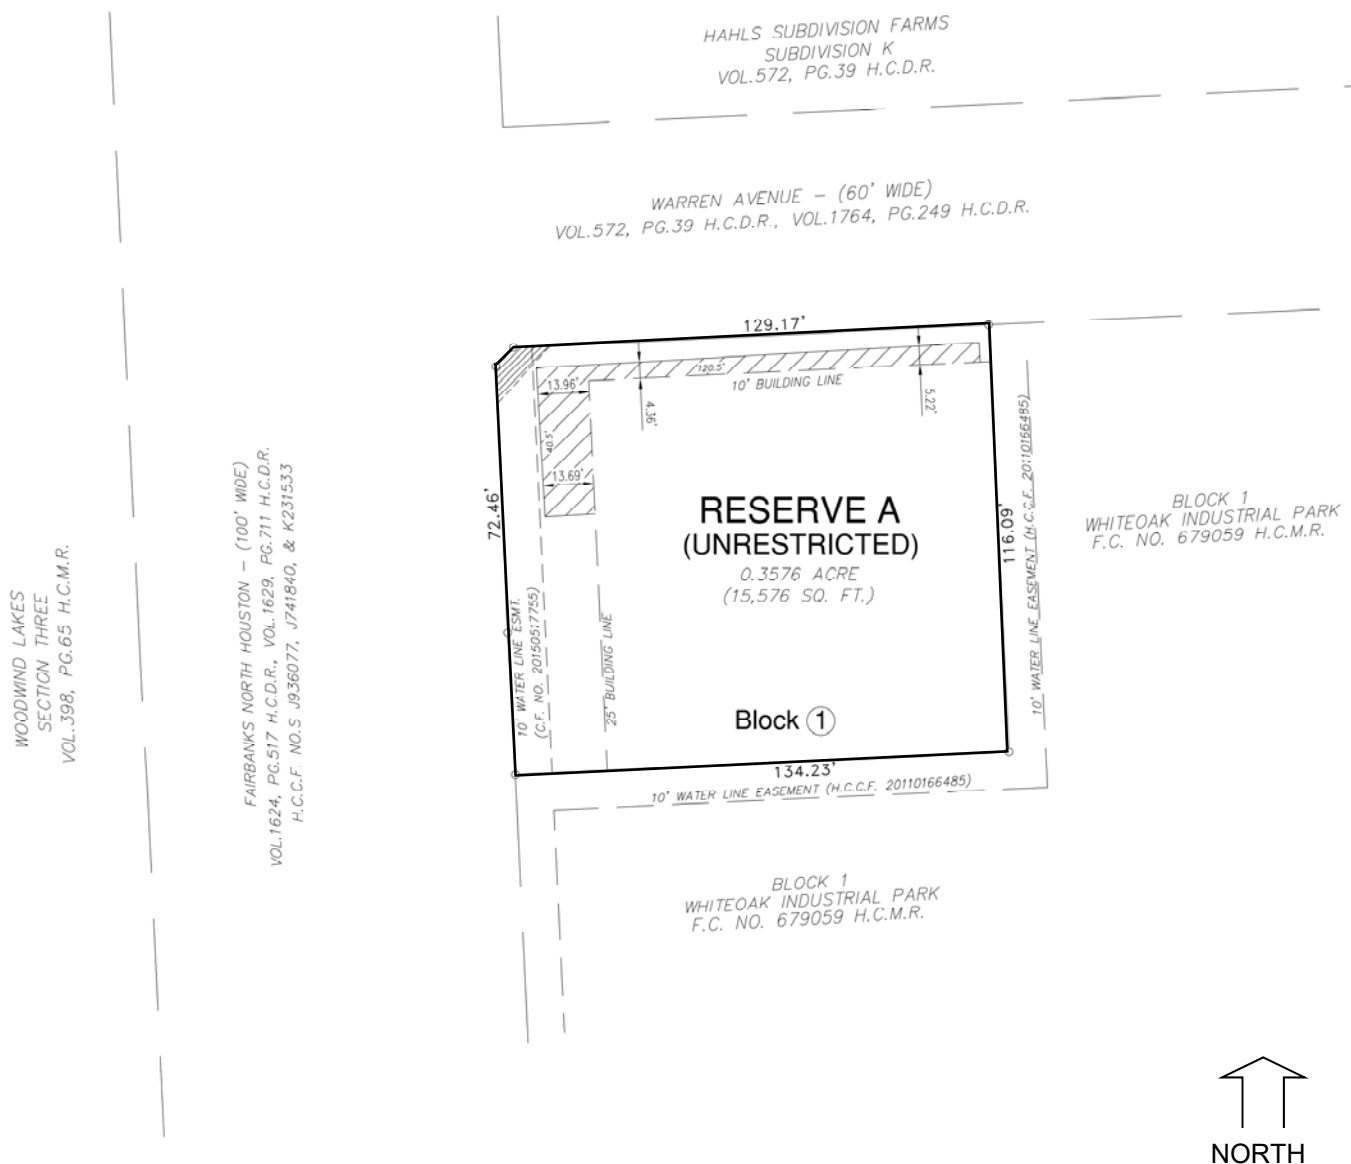 HAHLS SUBDIVISION FARMS
SUBDIVISION K
VOL.572, PG.39 H.C.D.R.
WARREN AVENUE – (60' WIDE)
VOL.572, PG.39 H.C.D.R., VOL.1764, PG.249 H.C.D.R.
129.17'
120.5'
10' BUILDING LINE
13.96'
4.36'
5.22'
40.5'
13.69'
72.46'
116.09'
RESERVE A
(UNRESTRICTED)
0.3576 ACRE
(15,576 SQ. FT.)
Block 1
10' WATER LINE ESMT.
(C.F. NO. 20150517755)
25' BUILDING LINE
10' WATER LINE EASEMENT (H.C.C.F. 20110166485)
134.23'
10' WATER LINE EASEMENT (H.C.C.F. 20110166485)
BLOCK 1
WHITEOAK INDUSTRIAL PARK
F.C. NO. 679059 H.C.M.R.
WOODWIND LAKES
SECTION THREE
VOL.398, PG.65 H.C.M.R.
FAIRBANKS NORTH HOUSTON – (100' WIDE)
VOL.1624, PG.517 H.C.D.R., VOL.1629, PG.711 H.C.D.R.
H.C.C.F. NO.S J936077, J741840, & K231533
BLOCK 1
WHITEOAK INDUSTRIAL PARK
F.C. NO. 679059 H.C.M.R.
NORTH